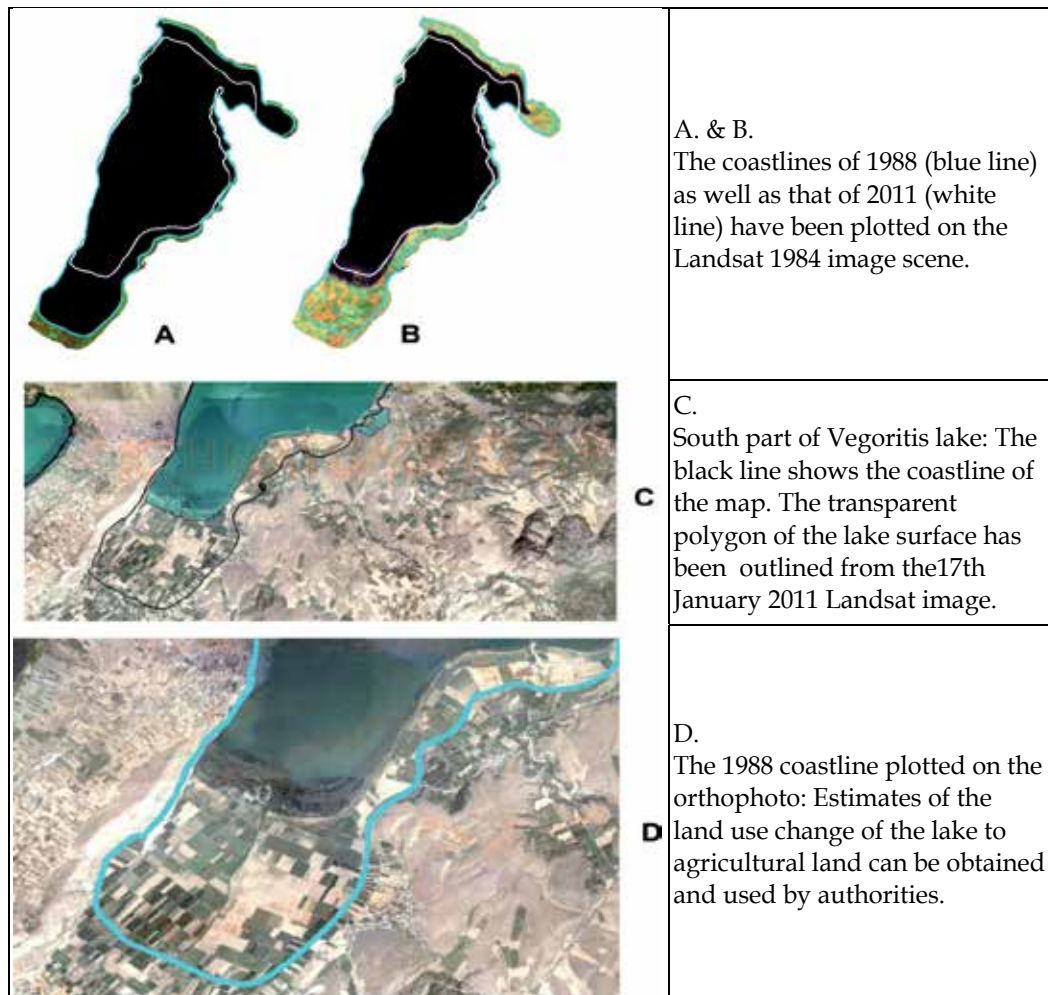 A
B
A. & B.
The coastlines of 1988 (blue line)
as well as that of 2011 (white
line) have been plotted on the
Landsat 1984 image scene.
C
C.
South part of Vegoritis lake: The
black line shows the coastline of
the map. The transparent
polygon of the lake surface has
been outlined from the17th
January 2011 Landsat image.
D
D.
The 1988 coastline plotted on the
orthophoto: Estimates of the
land use change of the lake to
agricultural land can be obtained
and used by authorities.